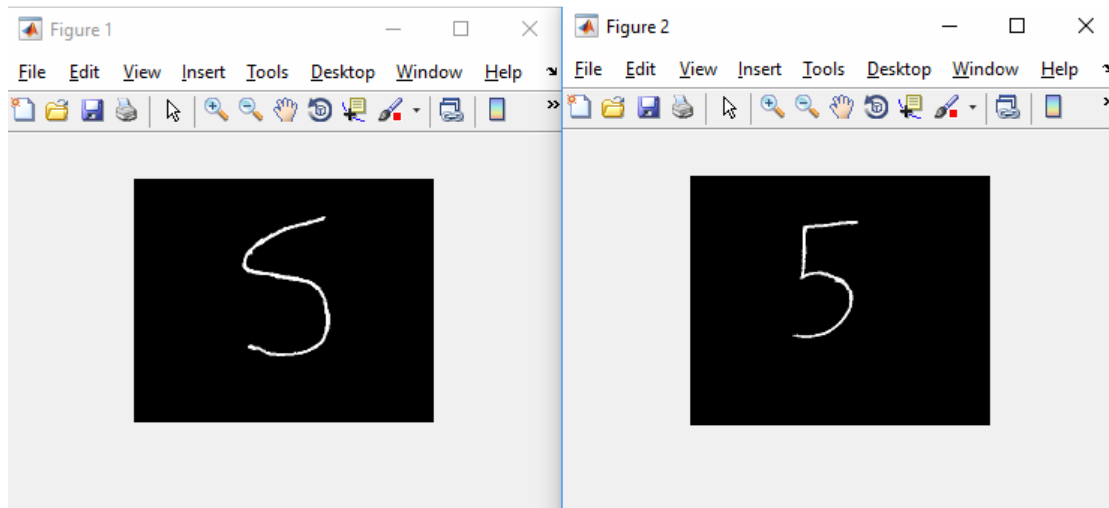 Figure 1
File Edit View Insert Tools Desktop Window Help
S
Figure 2
File Edit View Insert Tools Desktop Window Help
5